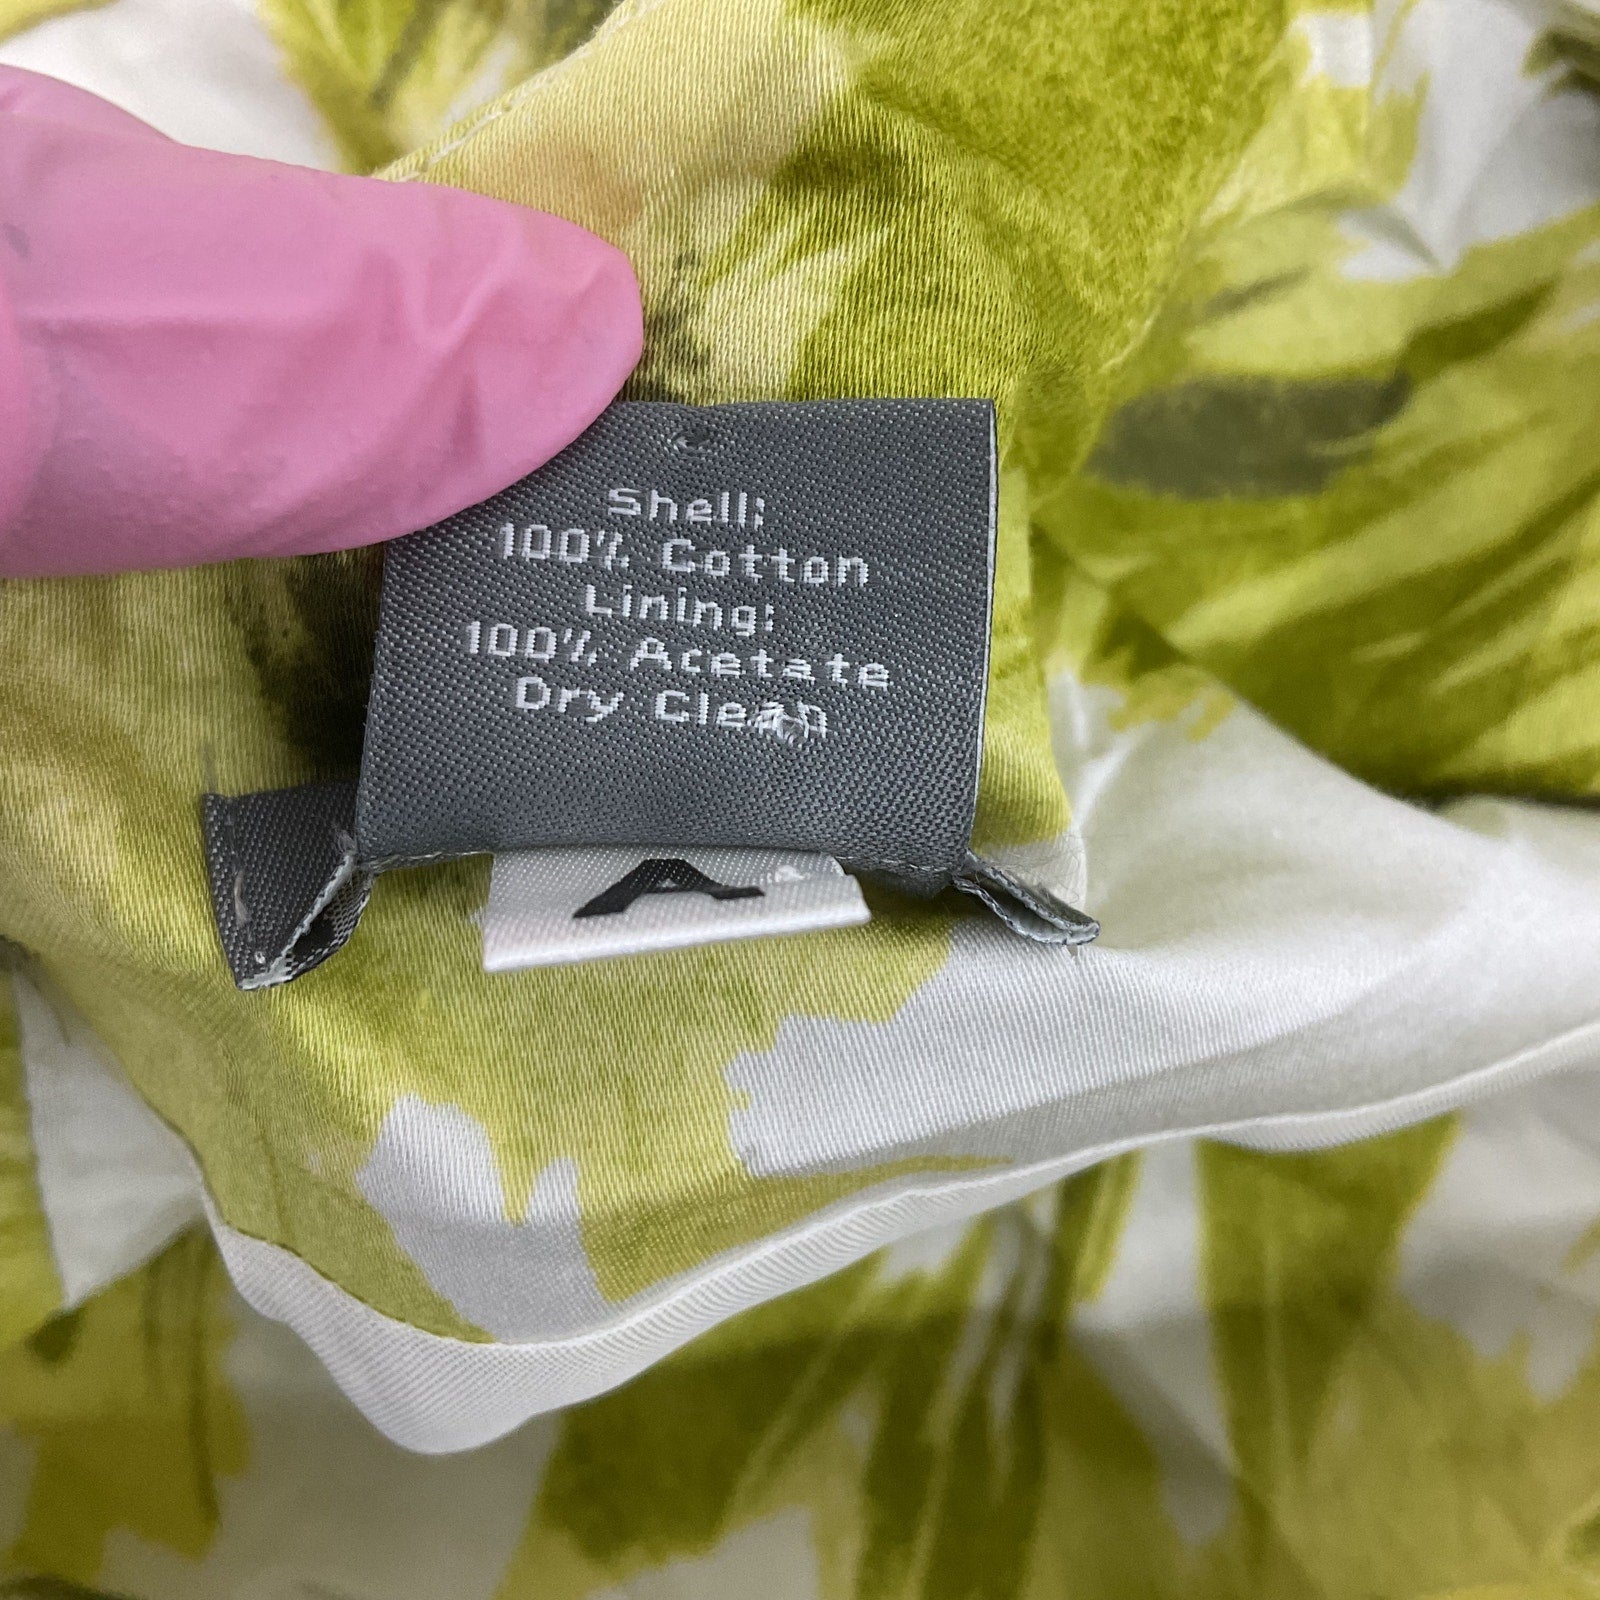 Shell:
100% Cotton
Lining:
100% Acetate
Dry Clean
A